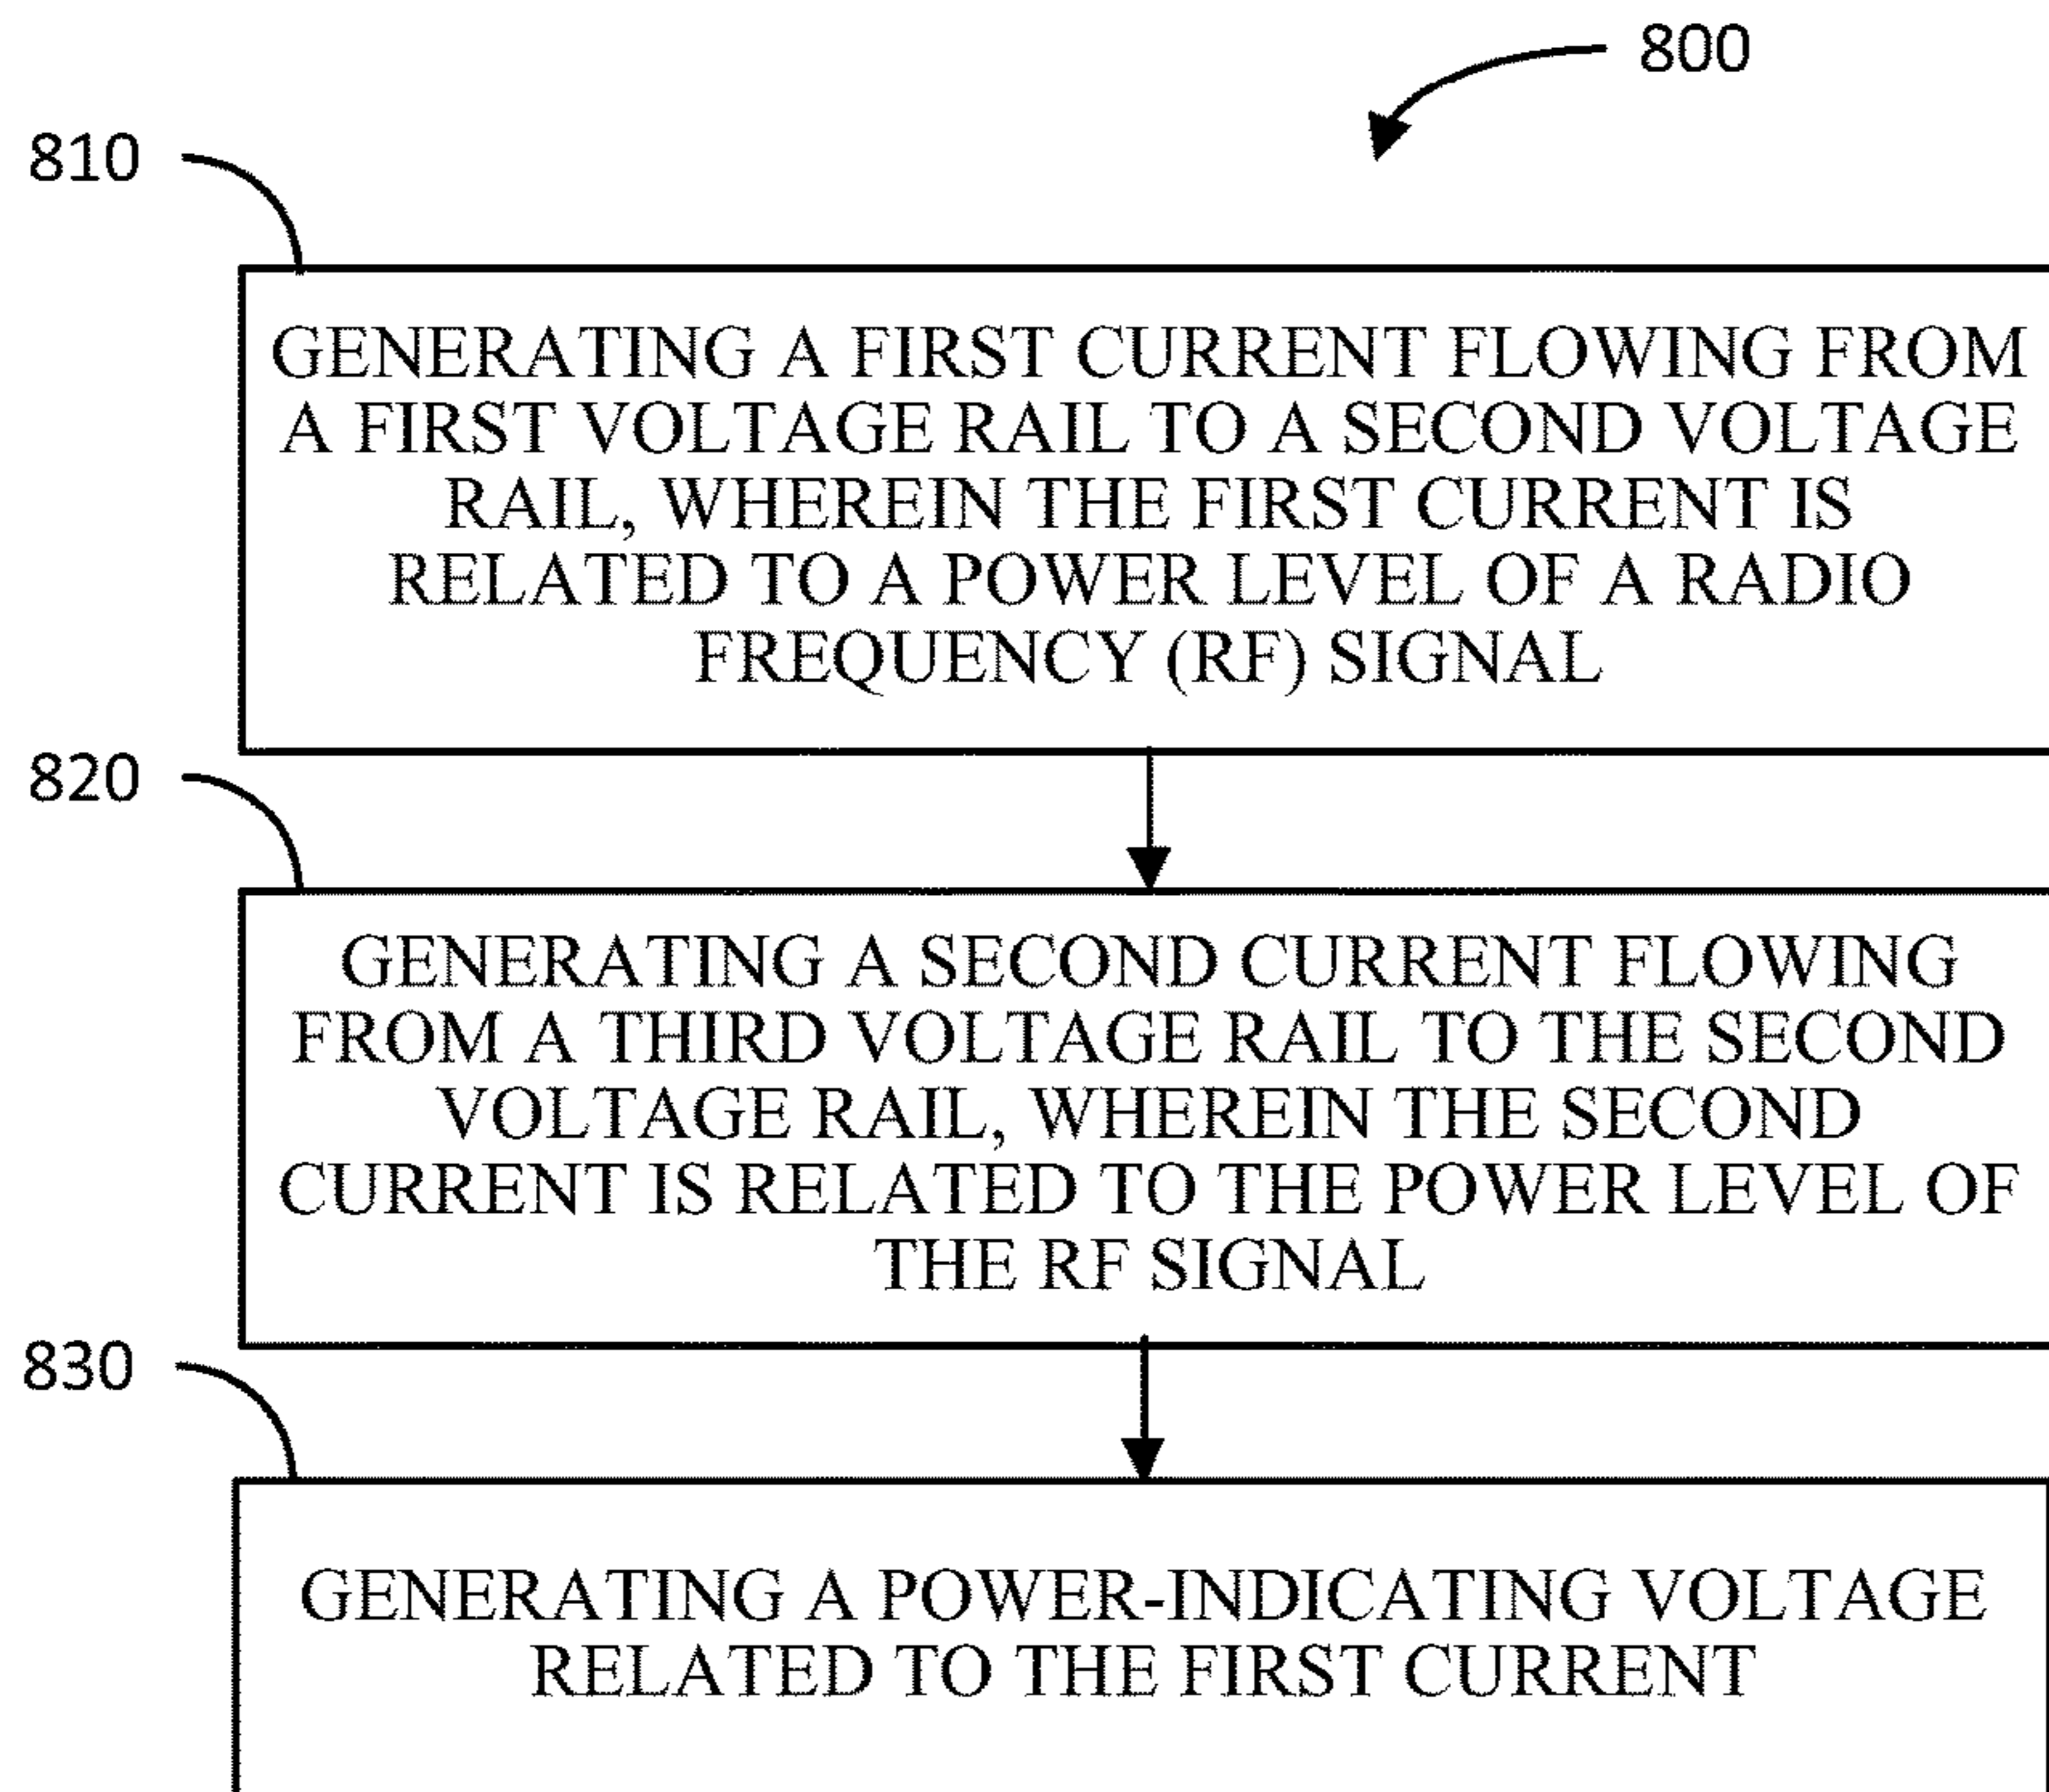 800
810
GENERATING A FIRST CURRENT FLOWING FROM
A FIRST VOLTAGE RAIL TO A SECOND VOLTAGE
RAIL, WHEREIN THE FIRST CURRENT IS
RELATED TO A POWER LEVEL OF A RADIO
FREQUENCY (RF) SIGNAL
820
GENERATING A SECOND CURRENT FLOWING
FROM A THIRD VOLTAGE RAIL TO THE SECOND
VOLTAGE RAIL, WHEREIN THE SECOND
CURRENT IS RELATED TO THE POWER LEVEL OF
THE RF SIGNAL
830
GENERATING A POWER-INDICATING VOLTAGE
RELATED TO THE FIRST CURRENT